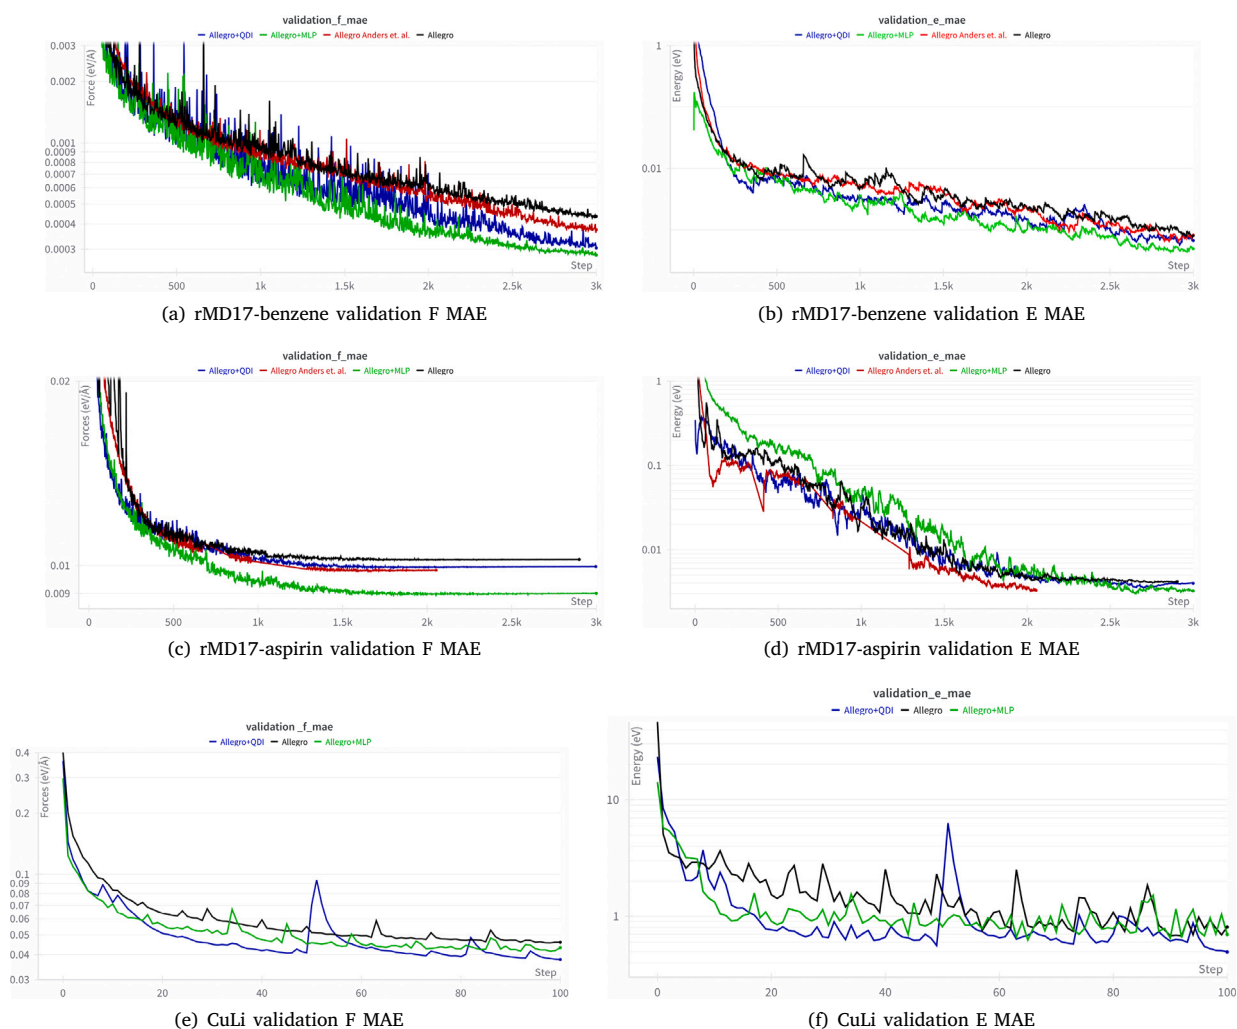 validation_f_mae
Allegro+QDI Allegro+MLP Allegro Anders et. al. Allegro
Force (eV/A)
0.003
0.002
0.001
0.0009
0.0008
0.0007
0.0006
0.0005
0.0004
0.0003
Step
0 500 1k 1.5k 2k 2.5k 3k
(a) rMD17-benzene validation F MAE
validation_e_mae
Allegro+QDI Allegro+MLP Allegro Anders et. al. Allegro
Energy (eV)
1
0.01
Step
0 500 1k 1.5k 2k 2.5k 3k
(b) rMD17-benzene validation E MAE
validation_f_mae
Allegro+QDI Allegro Anders et. al. Allegro+MLP Allegro
Forces (eV/Å)
0.02
0.01
0.009
Step
0 500 1k 1.5k 2k 2.5k 3k
(c) rMD17-aspirin validation F MAE
validation_e_mae
Allegro+QDI Allegro Anders et. al. Allegro+MLP Allegro
Energy (eV)
1
0.1
0.01
Step
0 500 1k 1.5k 2k 2.5k 3k
(d) rMD17-aspirin validation E MAE
validation _f_mae
Allegro+QDI Allegro Allegro+MLP
Forces (eV/Å)
0.4
0.3
0.2
0.1
0.09
0.08
0.07
0.06
0.05
0.04
0.03
Step
0 20 40 60 80 100
(e) CuLi validation F MAE
validation_e_mae
Allegro+QDI Allegro Allegro+MLP
Energy (eV)
10
1
Step
0 20 40 60 80 100
(f) CuLi validation E MAE